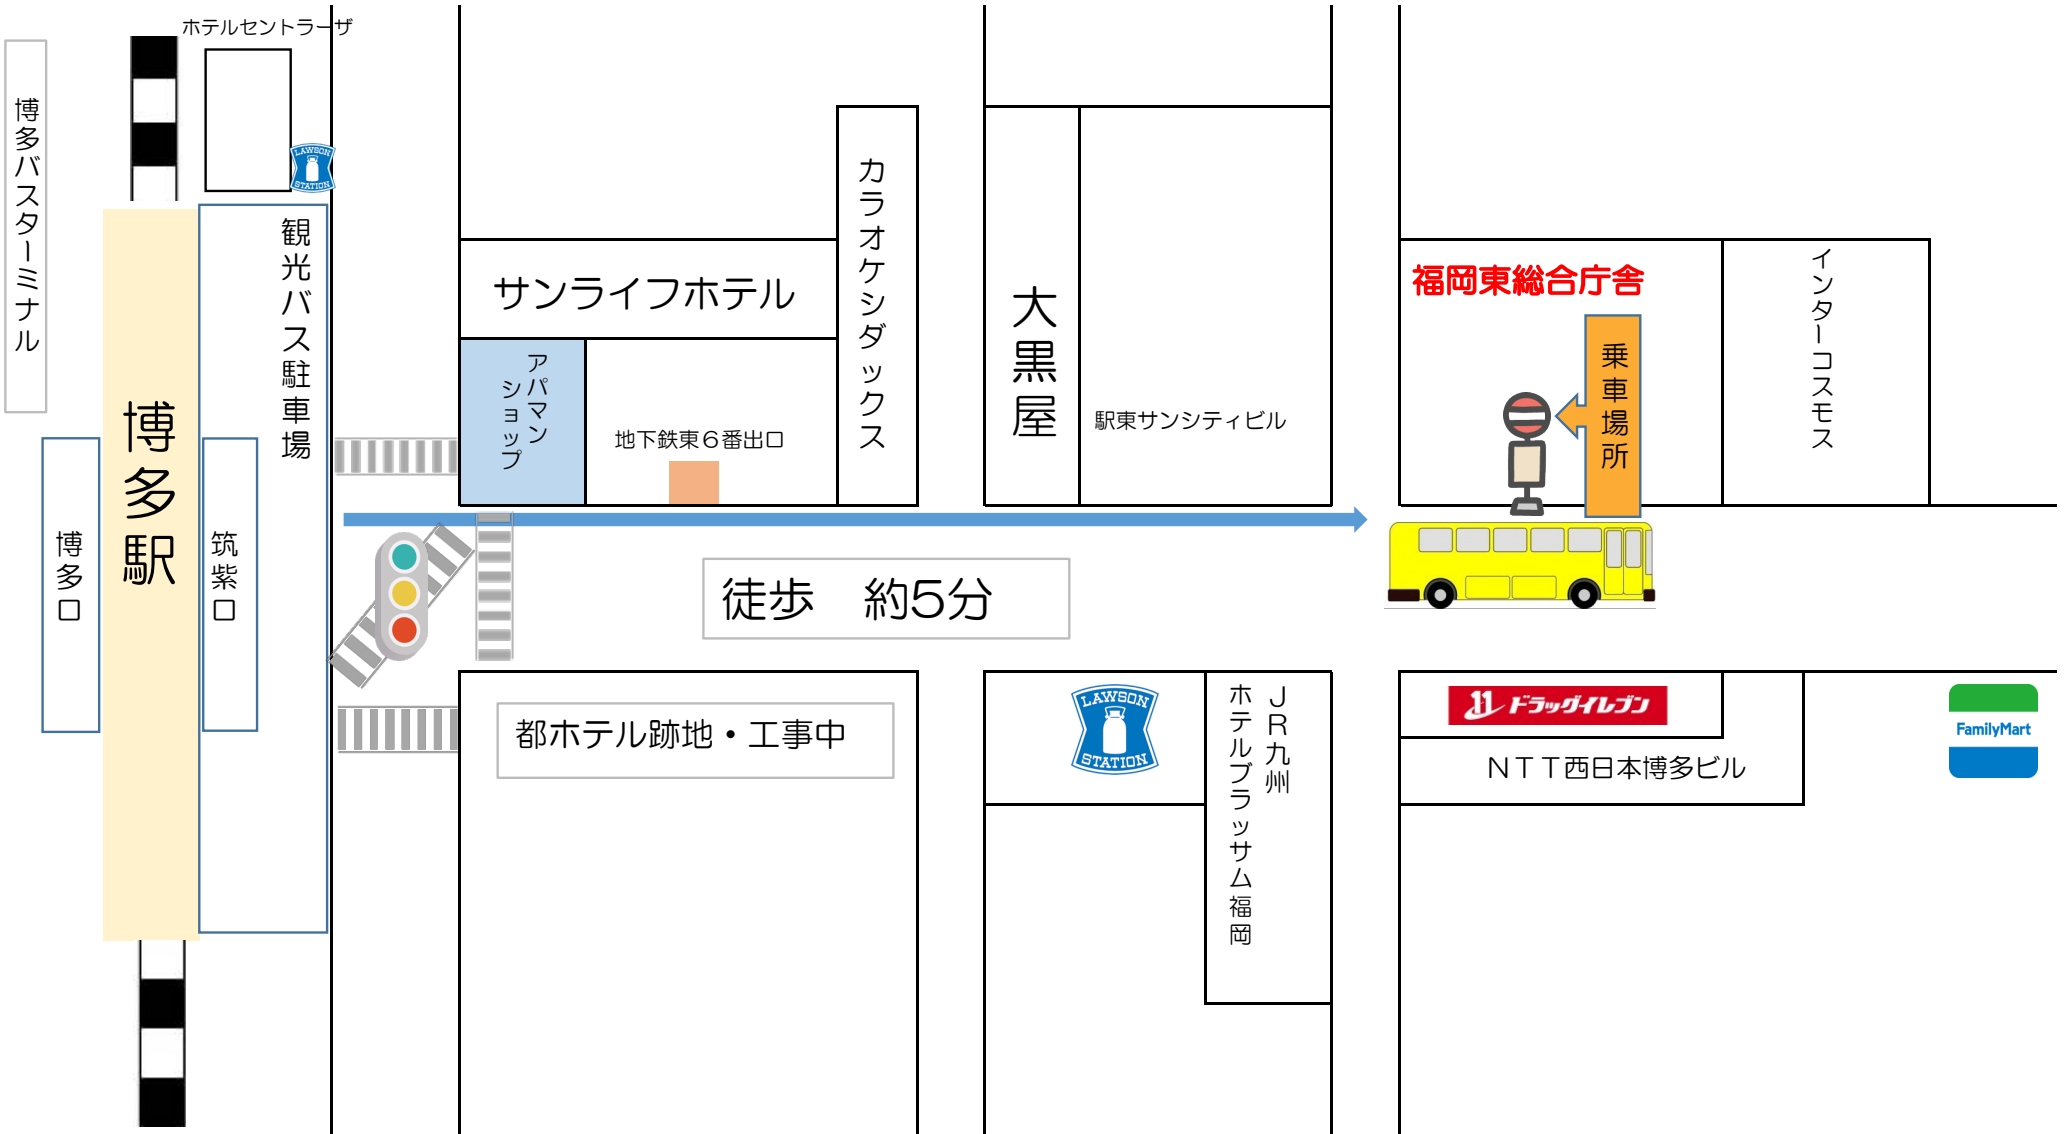 ホテルセントラーザ
博多バスターミナル
LAWSON
STATION
観光バス駐車場
博多駅
博多口
筑紫口
サンライフホテル
アパマン
ショップ
地下鉄東6番出口
カラオケシダックス
大黒屋
駅東サンシティビル
福岡東総合庁舎
乗車場所
インターコスモス
徒歩　約5分
都ホテル跡地・工事中
LAWSON
STATION
JR九州
ホテルブラッサム福岡
ドラッグイレブン
NTT西日本博多ビル
FamilyMart